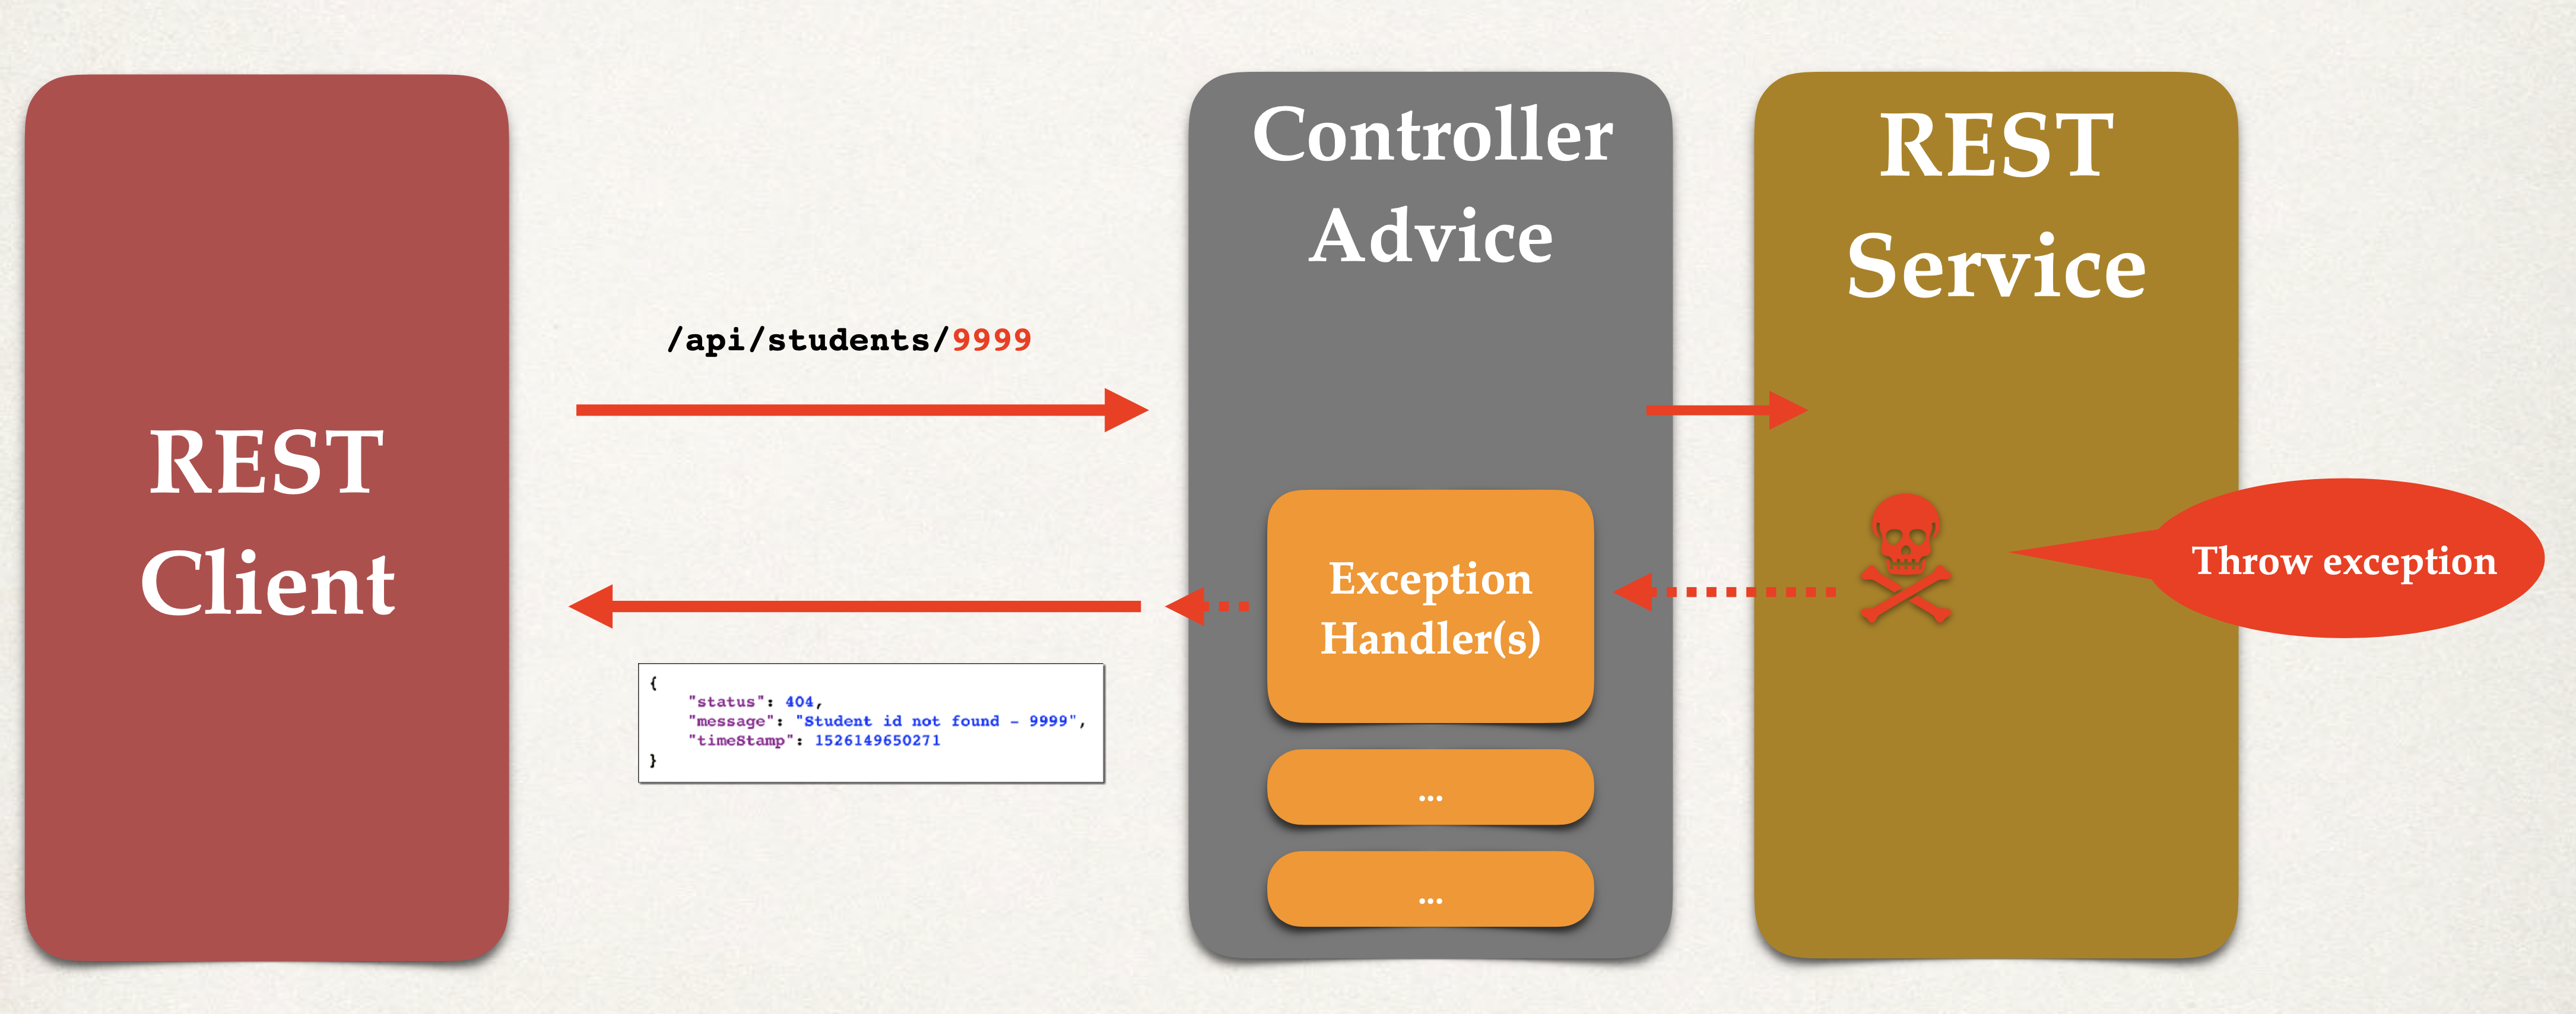 REST
Client
/api/students/9999
{
"status": 404,
"message": "Student id not found - 9999",
"timeStamp": 1526149650271
}
Controller
Advice
Exception
Handler(s)
...
...
REST
Service
Throw exception